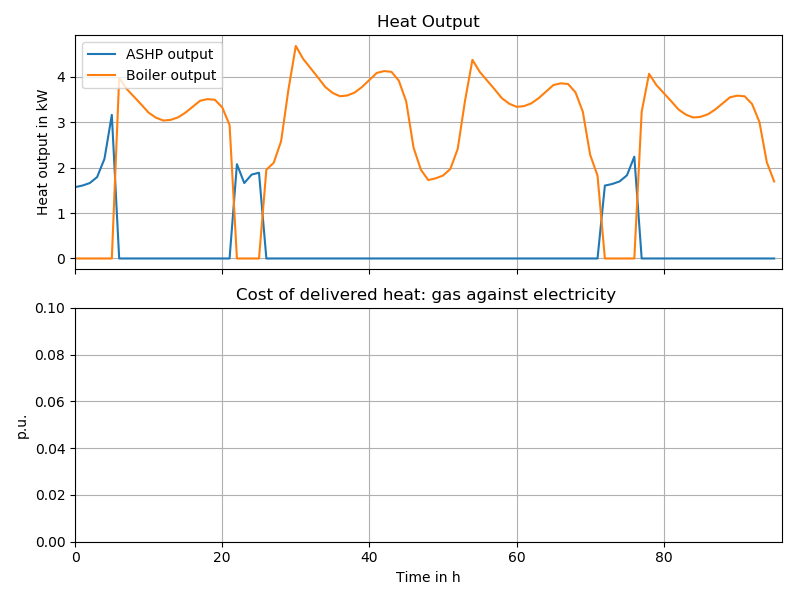 Heat Output
ASHP output
Boiler output
Heat output in kW
4
3
2
1
0
Cost of delivered heat: gas against electricity
p.u.
0.10
0.08
0.06
0.04
0.02
0.00
0 20 40 60 80
Time in h